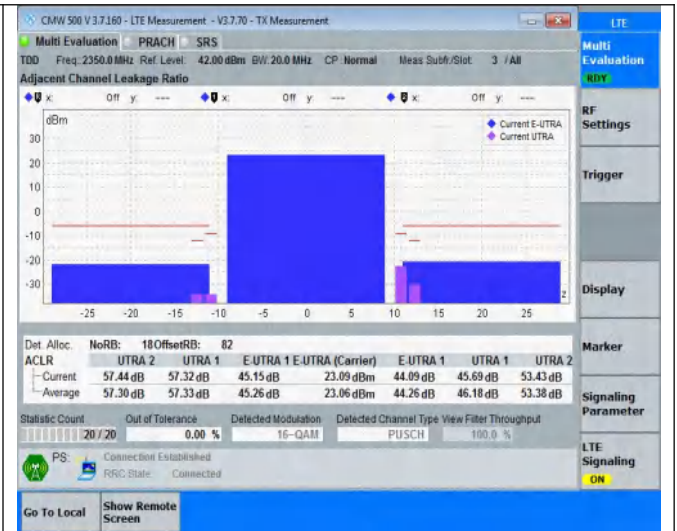 CMW 500 V 3.7.160 - LTE Measurement - V3.7.70 - TX Measurement
LTE
Multi Evaluation PRACH SRS
TDD Freq.: 2350.0 MHz Ref. Level: 42.00 dBm BW: 20.0 MHz CP: Normal Meas Subfr./Slot: 3 / All
Adjacent Channel Leakage Ratio
x: Off y: --- x: Off y: --- x: Off y: ---
dBm
Current E-UTRA
Current UTRA
30
20
10
0
-10
-20
-30
z
-25 -20 -15 -10 -5 0 5 10 15 20 25
Det. Alloc. NoRB: 18 OffsetRB: 82
ACLR UTRA 2 UTRA 1 E-UTRA 1 E-UTRA (Carrier) E-UTRA 1 UTRA 1 UTRA 2
Current 57.44 dB 57.32 dB 45.15 dB 23.09 dBm 44.09 dB 45.69 dB 53.43 dB
Average 57.30 dB 57.33 dB 45.26 dB 23.06 dBm 44.26 dB 46.18 dB 53.38 dB
Statistic Count Out of Tolerance Detected Modulation Detected Channel Type View Filter Throughput
20 / 20 0.00 % 16-QAM PUSCH 100.0 %
PS: Connection Established
RRC State: Connected
Multi
Evaluation
RDY
RF
Settings
Trigger
Display
Marker
Signaling
Parameter
LTE
Signaling
ON
Go To Local
Show Remote
Screen